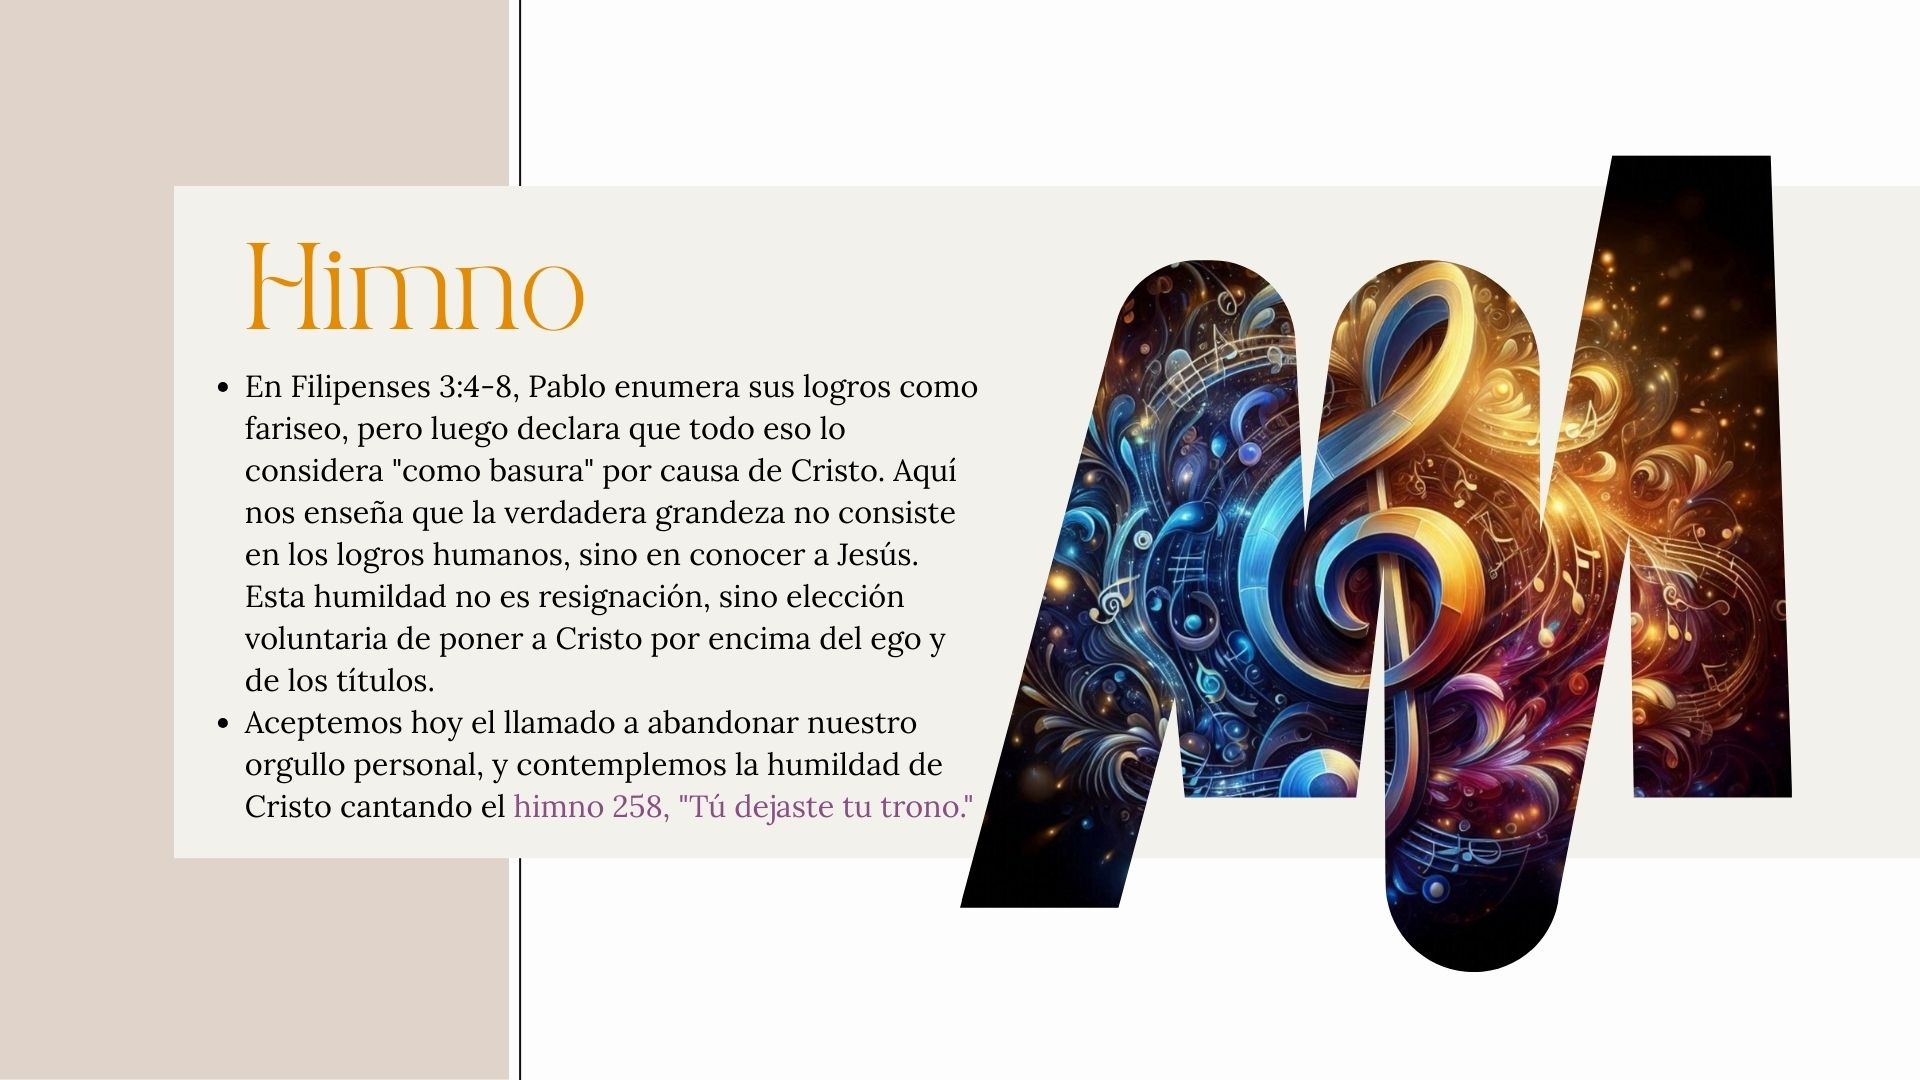 Himno
• En Filipenses 3:4-8, Pablo enumera sus logros como
fariseo, pero luego declara que todo eso lo
considera "como basura" por causa de Cristo. Aquí
nos enseña que la verdadera grandeza no consiste
en los logros humanos, sino en conocer a Jesús.
Esta humildad no es resignación, sino elección
voluntaria de poner a Cristo por encima del ego y
de los títulos.
• Aceptemos hoy el llamado a abandonar nuestro
orgullo personal, y contemplemos la humildad de
Cristo cantando el himno 258, "Tú dejaste tu trono."